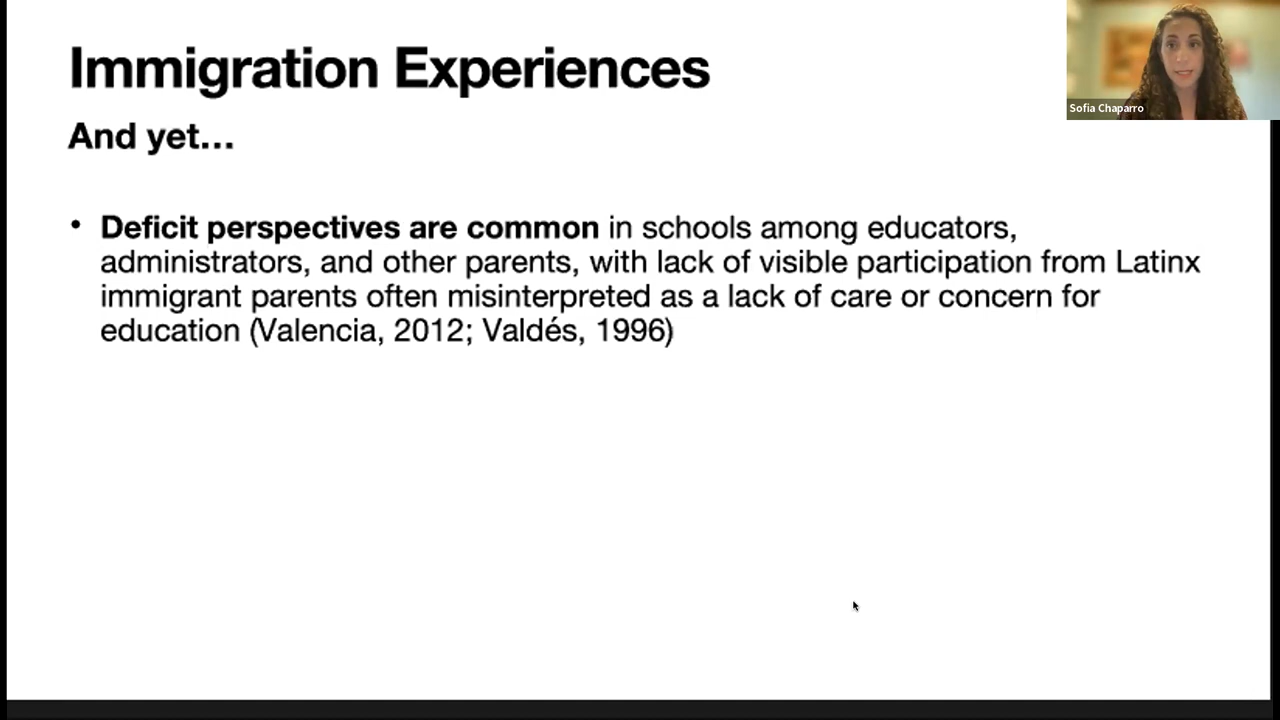 Immigration Experiences
Sofia Chaparro
And yet...
• Deficit perspectives are common in schools among educators,
administrators, and other parents, with lack of visible participation from Latinx
immigrant parents often misinterpreted as a lack of care or concern for
education (Valencia, 2012; Valdés, 1996)